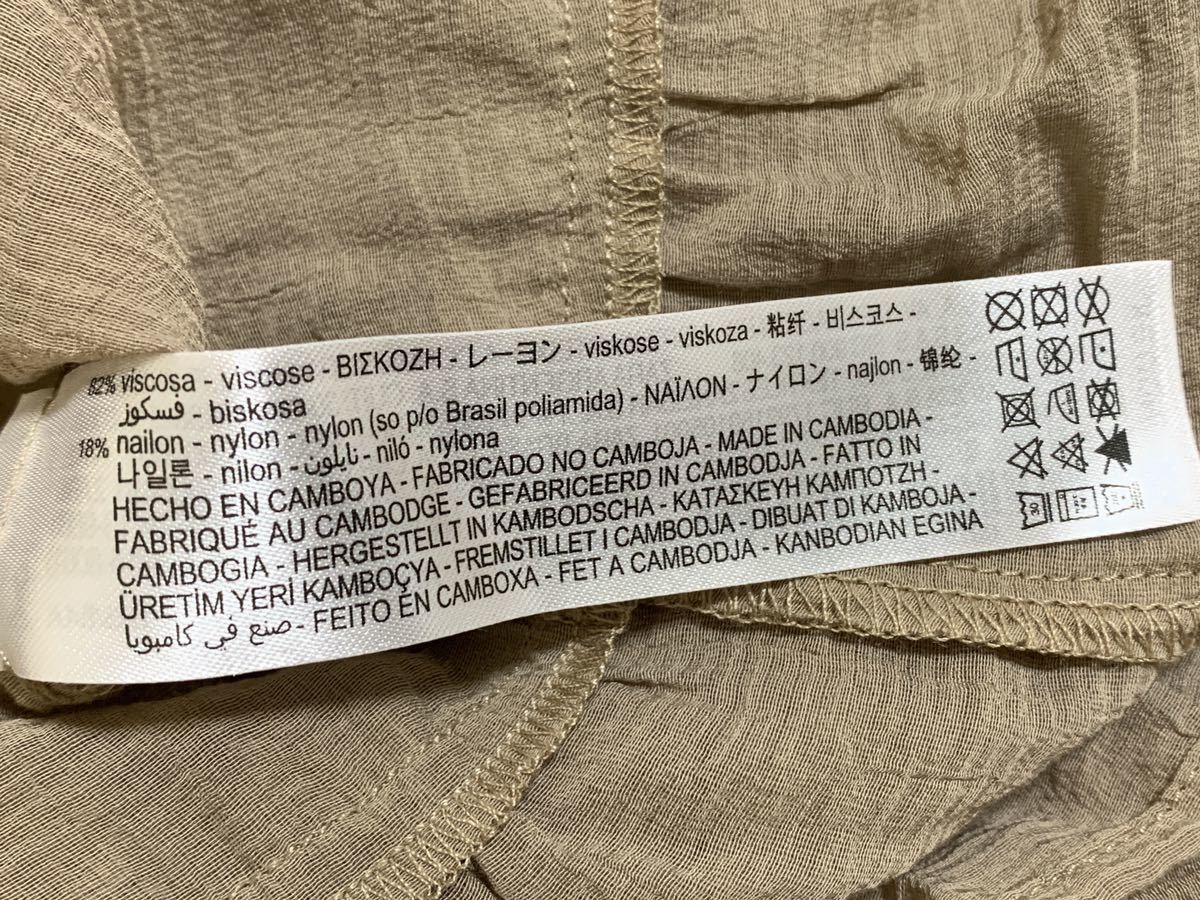 82% viscosa - viscose - ΒΙΣΚΟΖΗ - レーヨン - viskose - viskoza - 粘纤 - 비스코스 -
فسكوز - biskosa
18% nailon - nylon - nylon (so p/o Brasil poliamida) - ΝΑΪΛΟΝ - ナイロン - najlon - 锦纶 -
나일론 - nilon - نايلون - niló - nylona
HECHO EN CAMBOYA - FABRICADO NO CAMBOJA - MADE IN CAMBODIA -
FABRIQUÉ AU CAMBODGE - GEFABRICEERD IN CAMBODJA - FATTO IN
CAMBOGIA - HERGESTELLT IN KAMBODSCHA - ΚΑΤΑΣΚΕΥΗ ΚΑΜΠΟΤΖΗ -
ÜRETİM YERİ KAMBOÇYA - FREMSTILLET I CAMBODJA - DIBUAT DI KAMBOJA -
صنع في كامبوديا - FEITO EN CAMBOXA - FET A CAMBODJA - KANBODIAN EGINA